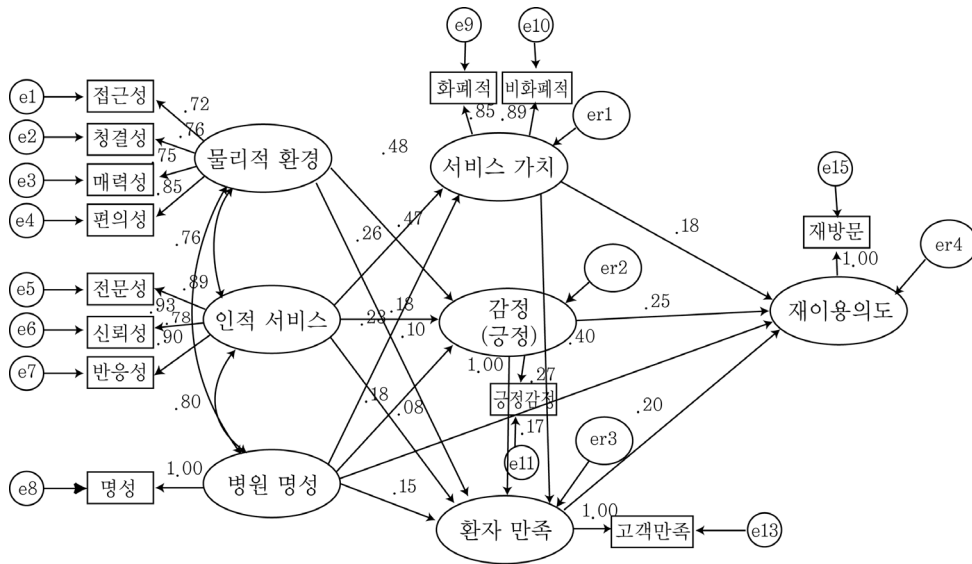 e9
e10
화폐적
비화폐적
.85
.89
er1
서비스 가치
e1
접근성
.72
e2
청결성
.76
e3
매력성
.75
e4
편의성
.85
물리적 환경
.48
.47
.26
.76
e15
재방문
1.00
er4
재이용의도
.18
er2
감정
(긍정)
.25
.40
e5
전문성
.89
e6
신뢰성
.93
.78
e7
반응성
.90
인적 서비스
.18
.23
.10
1.00
.27
긍정감정
.17
e11
.18
.08
.20
er3
.80
e8
명성
1.00
병원 명성
.15
환자 만족
1.00
고객만족
e13